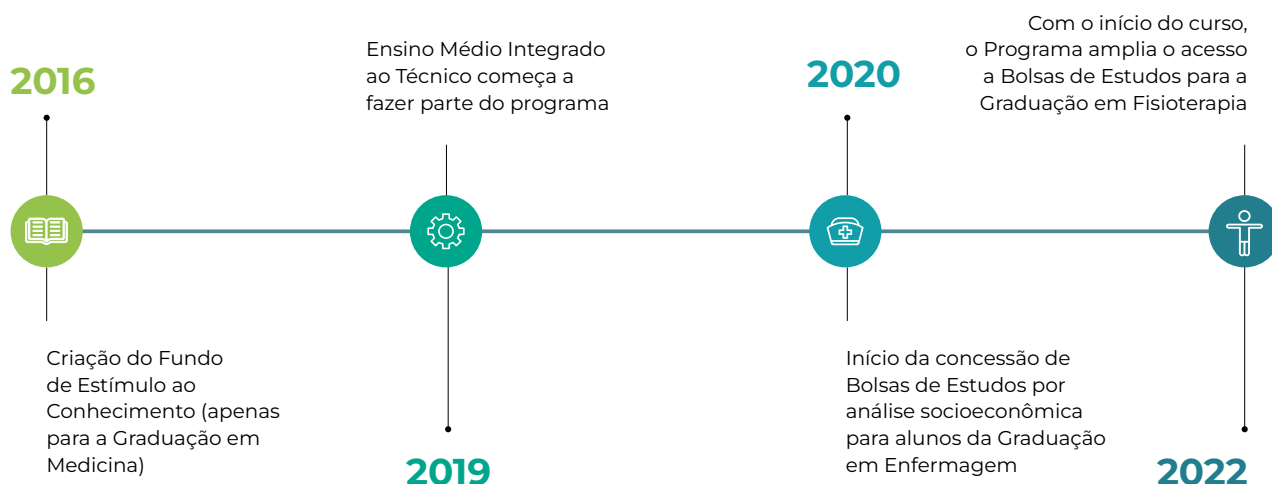 2016
Criação do Fundo
de Estímulo ao
Conhecimento (apenas
para a Graduação em
Medicina)
Ensino Médio Integrado
ao Técnico começa a
fazer parte do programa
2019
2020
Início da concessão de
Bolsas de Estudos por
análise socioeconômica
para alunos da Graduação
em Enfermagem
Com o início do curso,
o Programa amplia o acesso
a Bolsas de Estudos para a
Graduação em Fisioterapia
2022